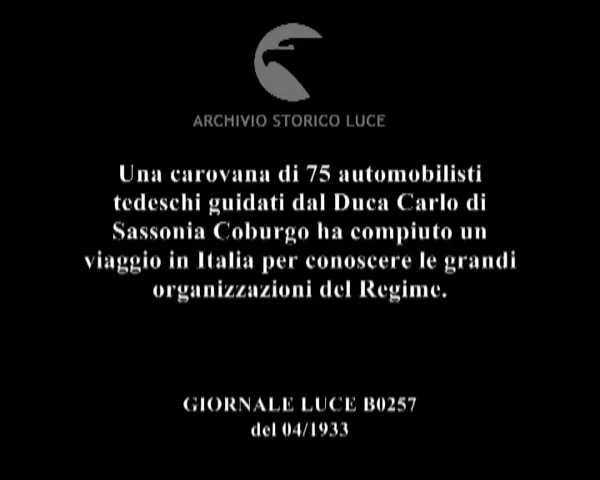 ARCHIVIO STORICO LUCE
Una carovana di 75 automobilisti
tedeschi guidati dal Duca Carlo di
Sassonia Coburgo ha compiuto un
viaggio in Italia per conoscere le grandi
organizzazioni del Regime.
GIORNALE LUCE B0257
del 04/1933